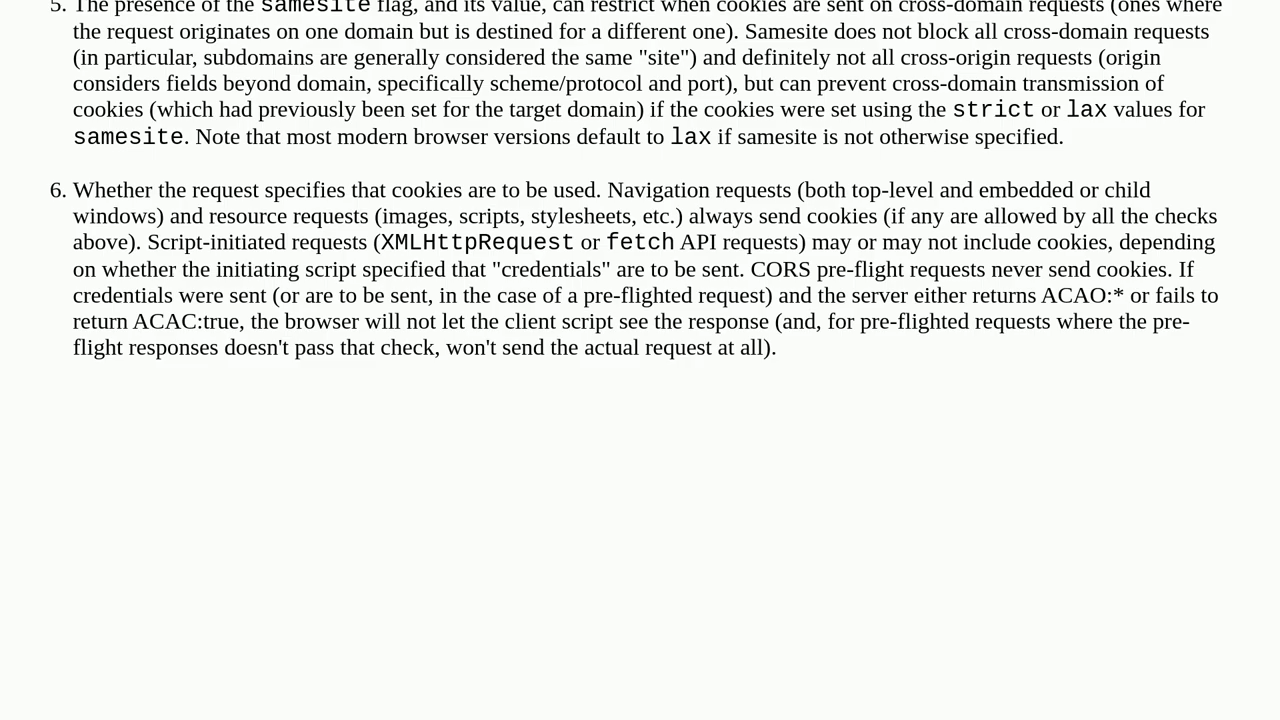 5. The presence of the samesite flag, and its value, can restrict when cookies are sent on cross-domain requests (ones where
the request originates on one domain but is destined for a different one). Samesite does not block all cross-domain requests
(in particular, subdomains are generally considered the same "site") and definitely not all cross-origin requests (origin
considers fields beyond domain, specifically scheme/protocol and port), but can prevent cross-domain transmission of
cookies (which had previously been set for the target domain) if the cookies were set using the strict or lax values for
samesite. Note that most modern browser versions default to lax if samesite is not otherwise specified.
6. Whether the request specifies that cookies are to be used. Navigation requests (both top-level and embedded or child
windows) and resource requests (images, scripts, stylesheets, etc.) always send cookies (if any are allowed by all the checks
above). Script-initiated requests (XMLHttpRequest or fetch API requests) may or may not include cookies, depending
on whether the initiating script specified that "credentials" are to be sent. CORS pre-flight requests never send cookies. If
credentials were sent (or are to be sent, in the case of a pre-flighted request) and the server either returns ACAO:* or fails to
return ACAC:true, the browser will not let the client script see the response (and, for pre-flighted requests where the pre-
flight responses doesn't pass that check, won't send the actual request at all).